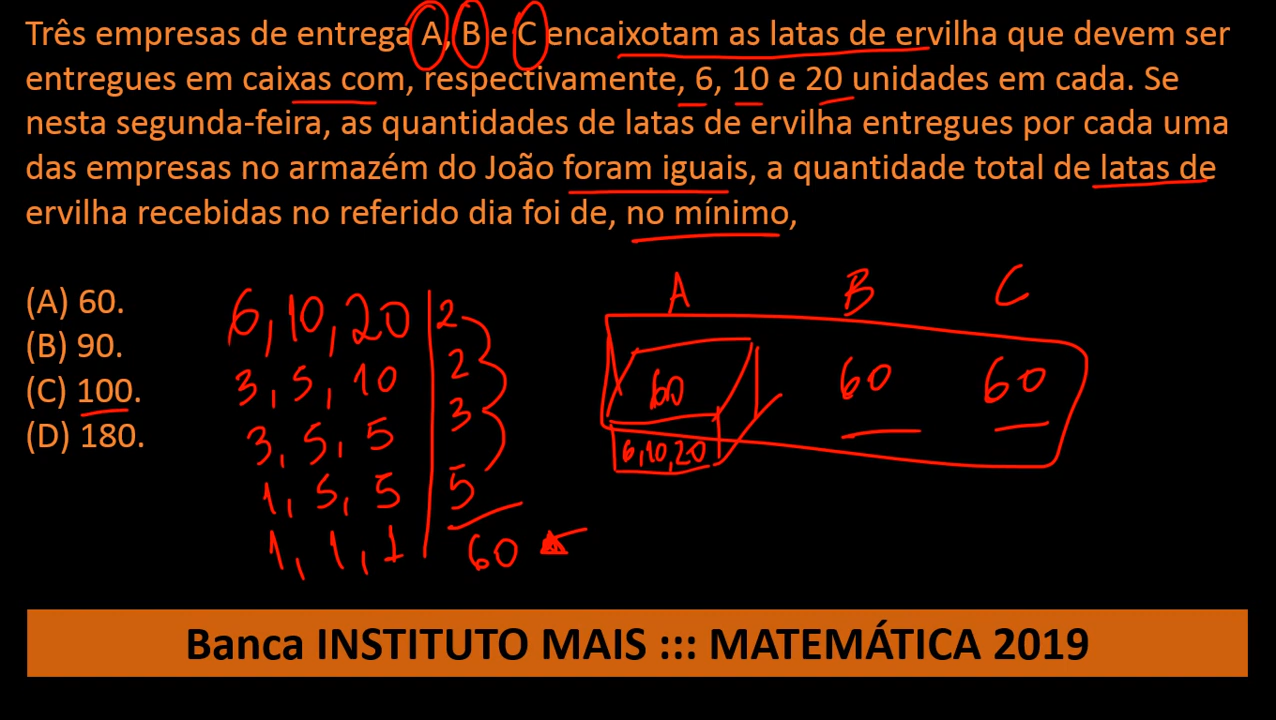 Três empresas de entrega A, B e C encaixotam as latas de ervilha que devem ser
entregues em caixas com, respectivamente, 6, 10 e 20 unidades em cada. Se
nesta segunda-feira, as quantidades de latas de ervilha entregues por cada uma
das empresas no armazém do João foram iguais, a quantidade total de latas de
ervilha recebidas no referido dia foi de, no mínimo,
(A) 60.
(B) 90.
(C) 100.
(D) 180.
6, 10, 20 | 2
3, 5, 10 | 2
3, 5, 5 | 3
1, 5, 5 | 5
1, 1, 1 | 60
A B C
60 60 60
6, 10, 20
Banca INSTITUTO MAIS ::: MATEMÁTICA 2019